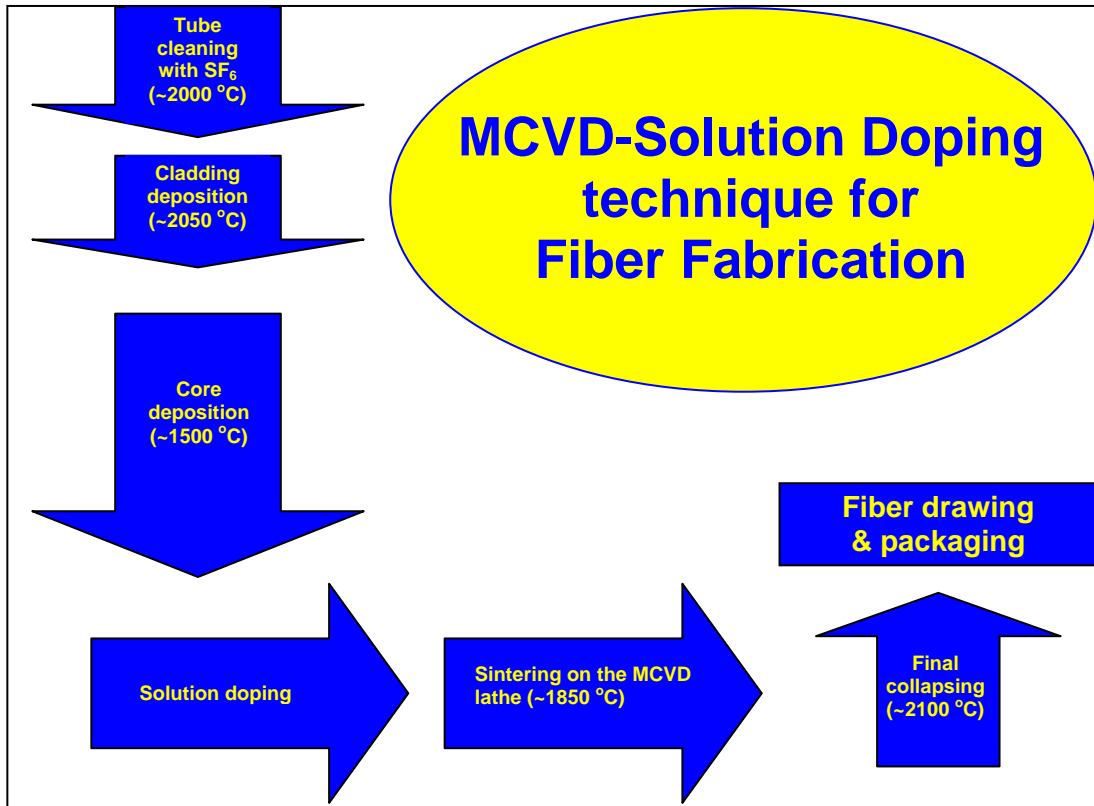 Tube
cleaning
with SF₆
(~2000 °C)
MCVD-Solution Doping
technique for
Fiber Fabrication
Cladding
deposition
(~2050 °C)
Core
deposition
(~1500 °C)
Solution doping
Sintering on the MCVD
lathe (~1850 °C)
Final
collapsing
(~2100 °C)
Fiber drawing
& packaging